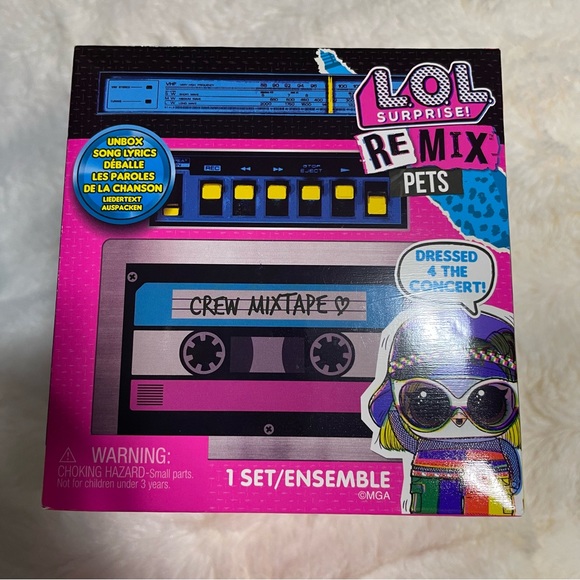 L.O.L.
SURPRISE!
REMIX
PETS
UNBOX
SONG LYRICS
DÉBALLE
LES PAROLES
DE LA CHANSON
LIEDERTEXT
AUSPACKEN
REC
STOP
EJECT
DRESSED
4 THE
CONCERT!
CREW MIXTAPE
WARNING:
CHOKING HAZARD-Small parts.
Not for children under 3 years.
1 SET/ENSEMBLE
©MGA